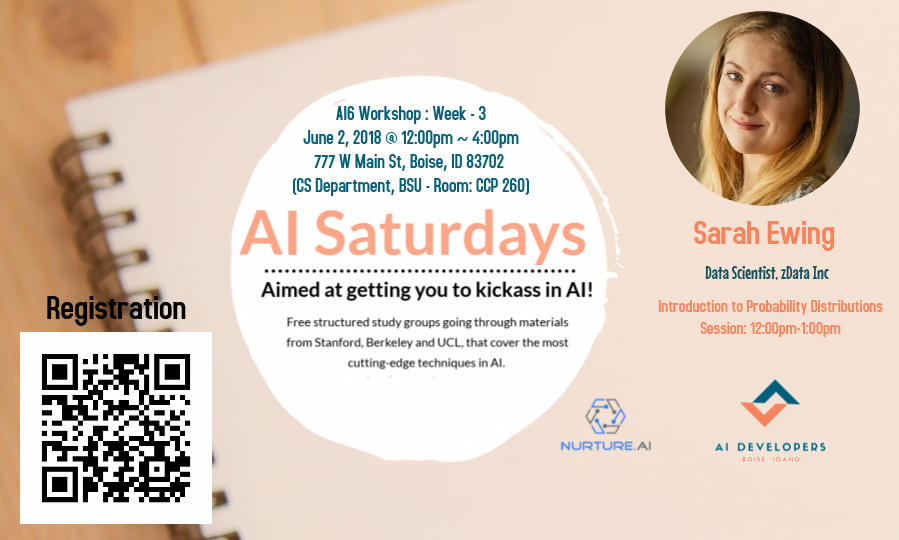 AI6 Workshop : Week - 3
June 2, 2018 @ 12:00pm ~ 4:00pm
777 W Main St, Boise, ID 83702
(CS Department, BSU - Room: CCP 260)
AI Saturdays
Aimed at getting you to kickass in AI!
Free structured study groups going through materials
from Stanford, Berkeley and UCL, that cover the most
cutting-edge techniques in AI.
Registration
Sarah Ewing
Data Scientist, zData Inc
Introduction to Probability Distributions
Session: 12:00pm-1:00pm
NURTURE.AI
AI DEVELOPERS
BOISE, IDAHO